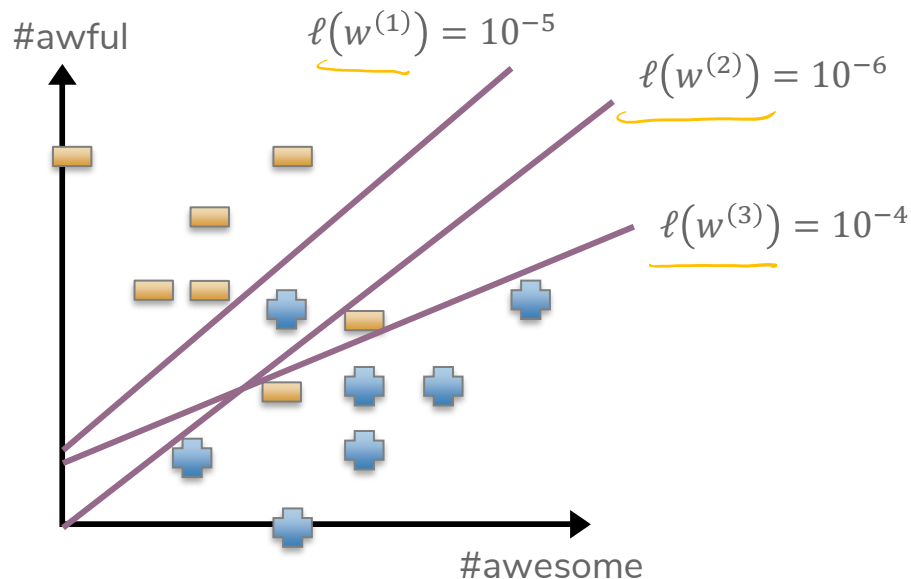 #awful
ℓ(w⁽¹⁾) = 10⁻⁵
ℓ(w⁽²⁾) = 10⁻⁶
ℓ(w⁽³⁾) = 10⁻⁴
#awesome